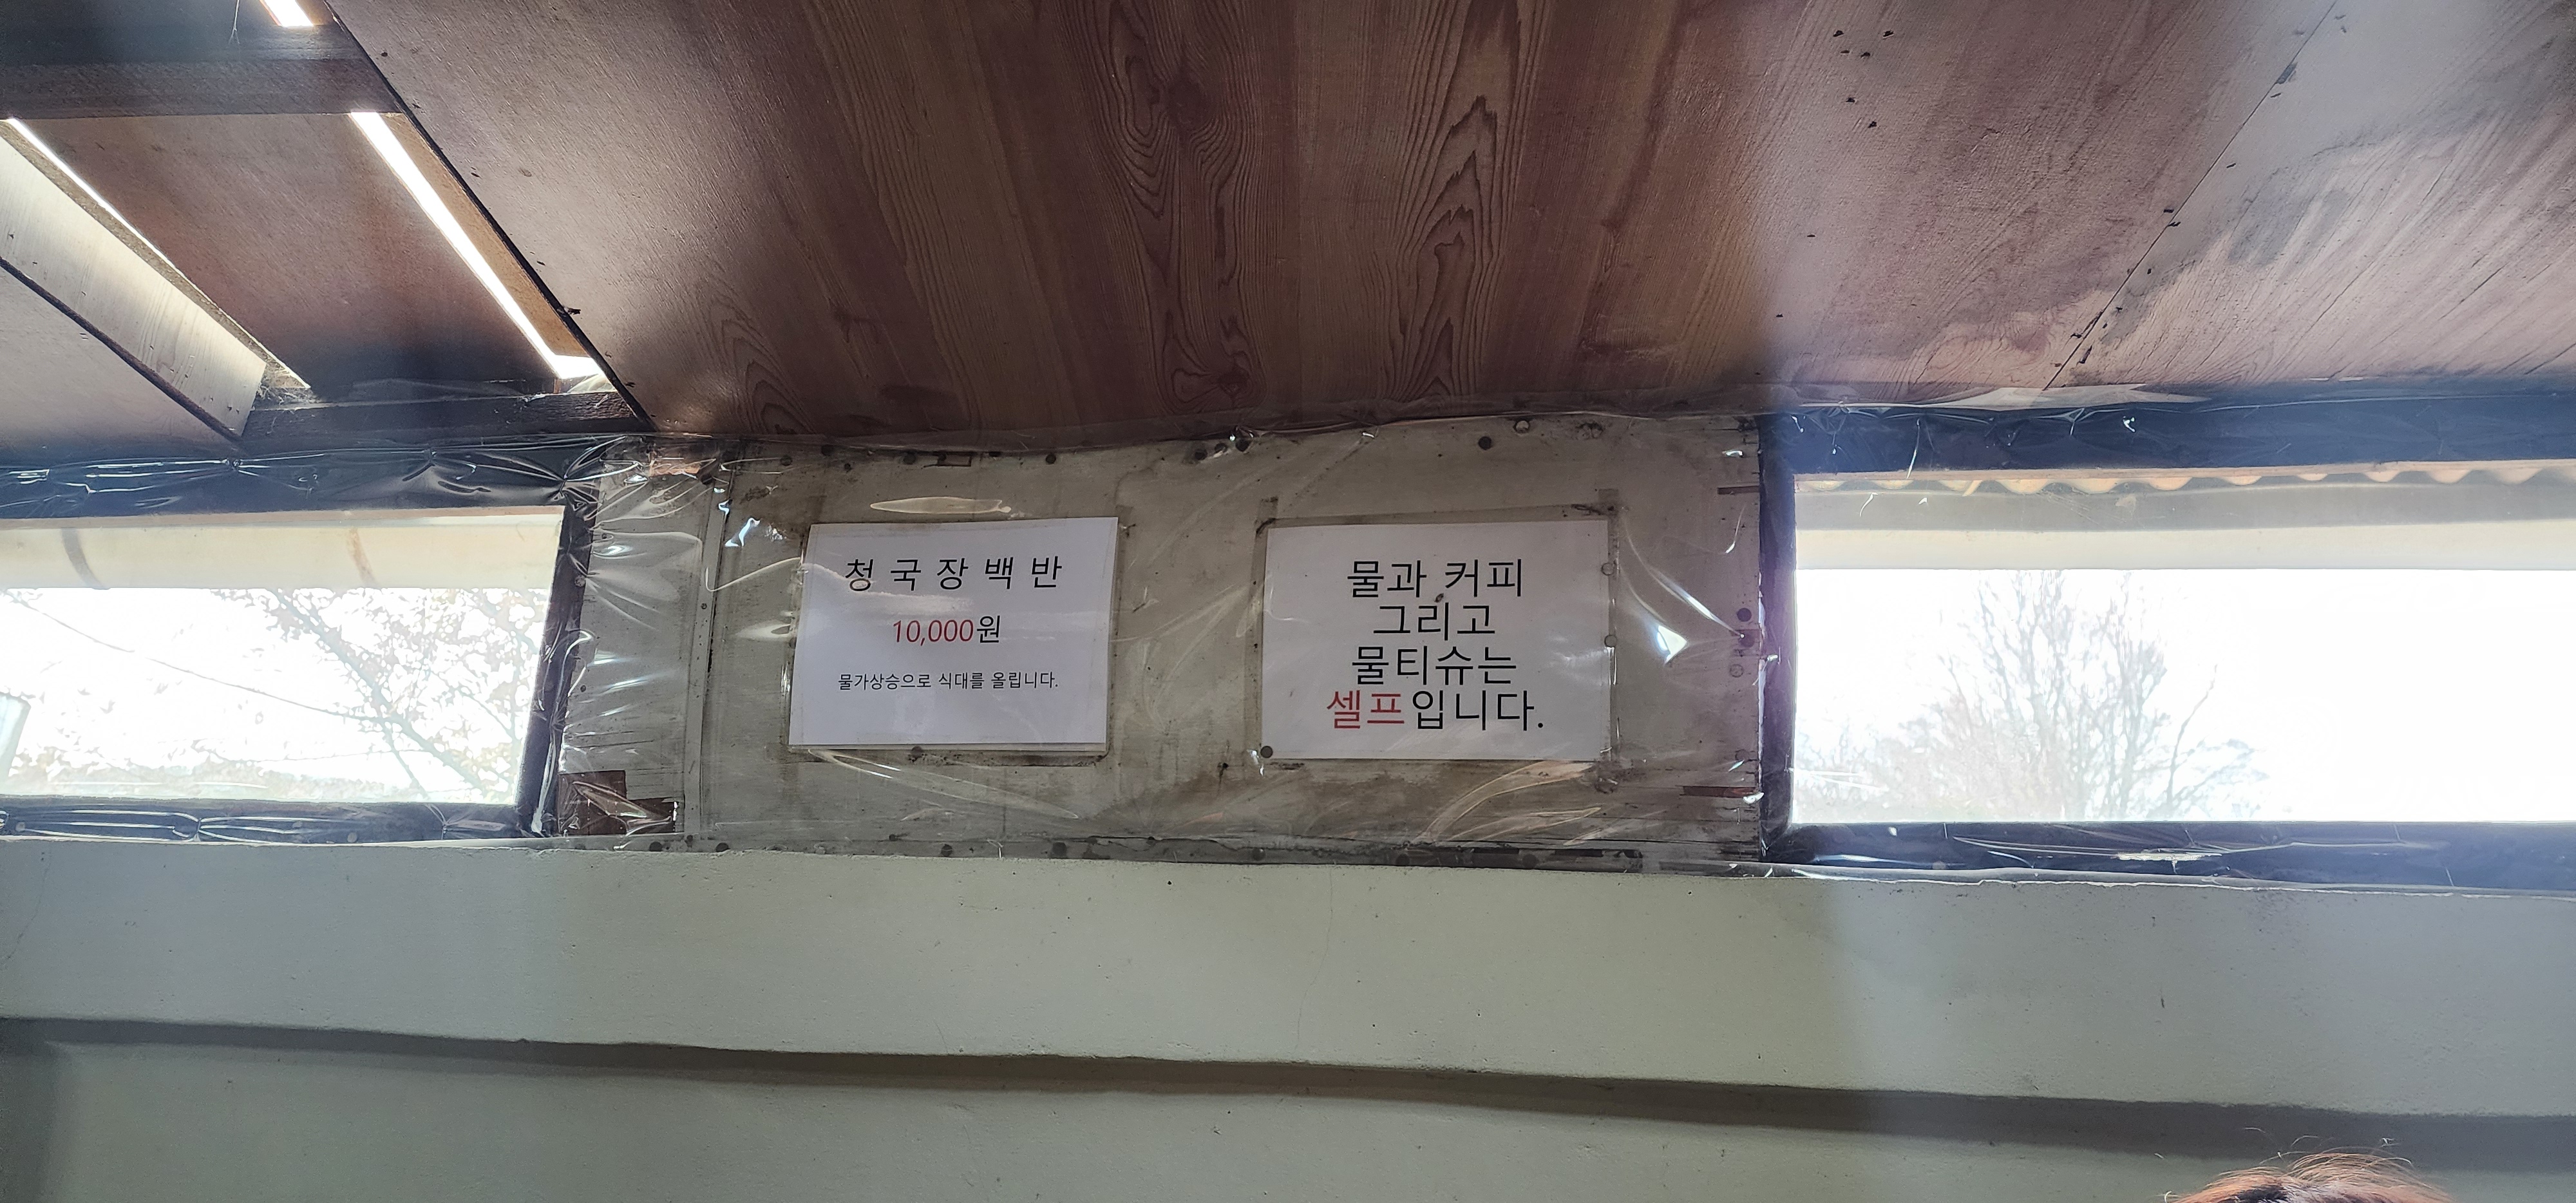 청국장백반
10,000원
물가상승으로 식대를 올립니다.
물과 커피
그리고
물티슈는
셀프입니다.